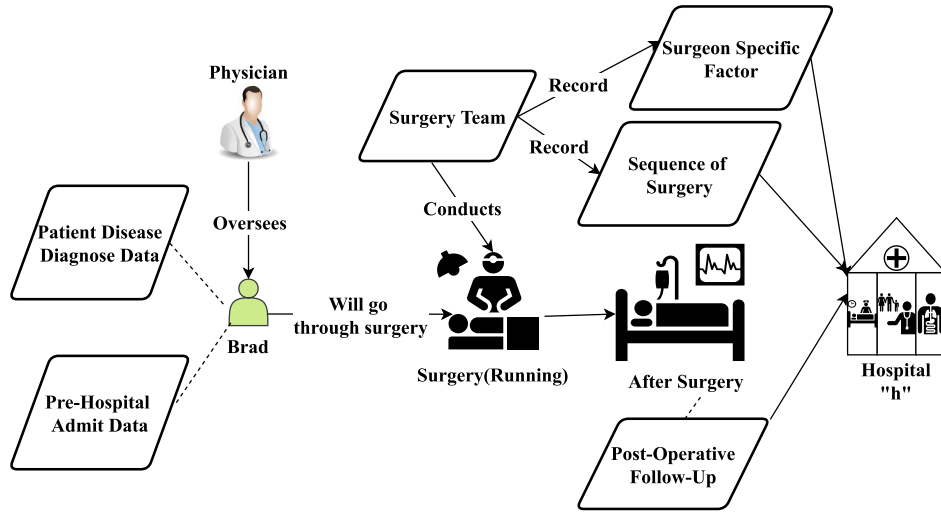 Physician
Surgery Team
Record
Surgeon Specific
Factor
Record
Sequence of
Surgery
Conducts
Oversees
Patient Disease
Diagnose Data
Brad
Will go
through surgery
Surgery(Running)
After Surgery
Hospital
"h"
Pre-Hospital
Admit Data
Post-Operative
Follow-Up